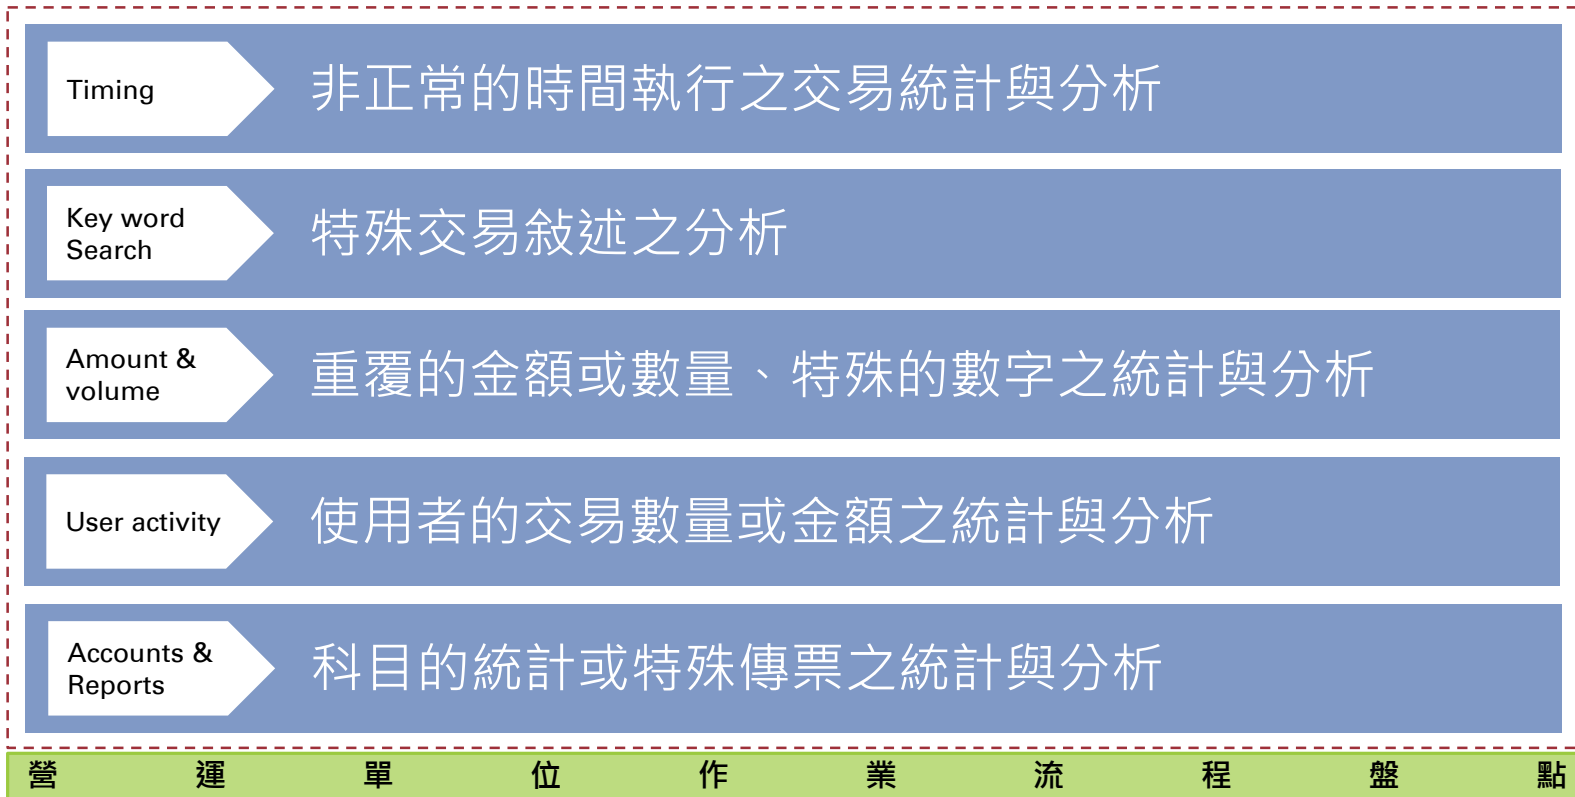 Timing
非正常的時間執行之交易統計與分析
Key word
Search
特殊交易敍述之分析
Amount &
volume
重覆的金額或數量、特殊的數字之統計與分析
User activity
使用者的交易數量或金額之統計與分析
Accounts &
Reports
科目的統計或特殊傳票之統計與分析
營運單位作業流程盤點